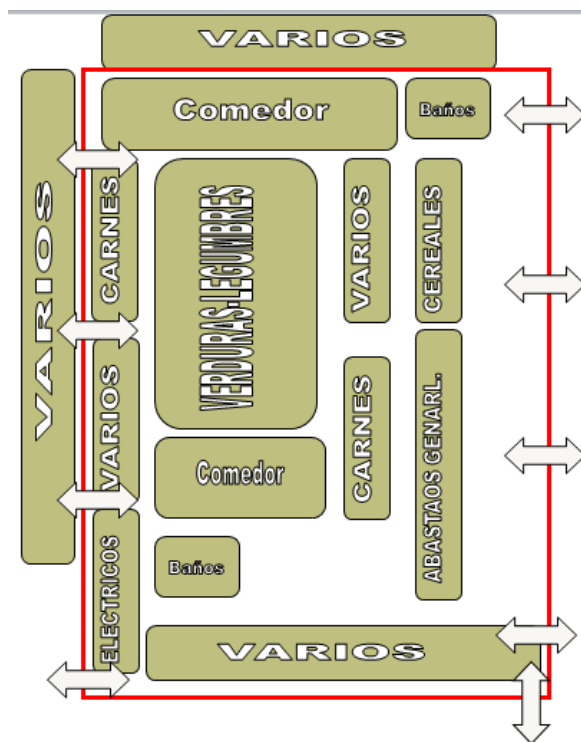 VARIOS
Comedor
Baños
VARIOS
CARNES
VERDURAS-LEGUMBRES
VARIOS
CEREALES
VARIOS
Comedor
CARNES
ABASTAOS GENARL.
Baños
ELECTRICOS
VARIOS